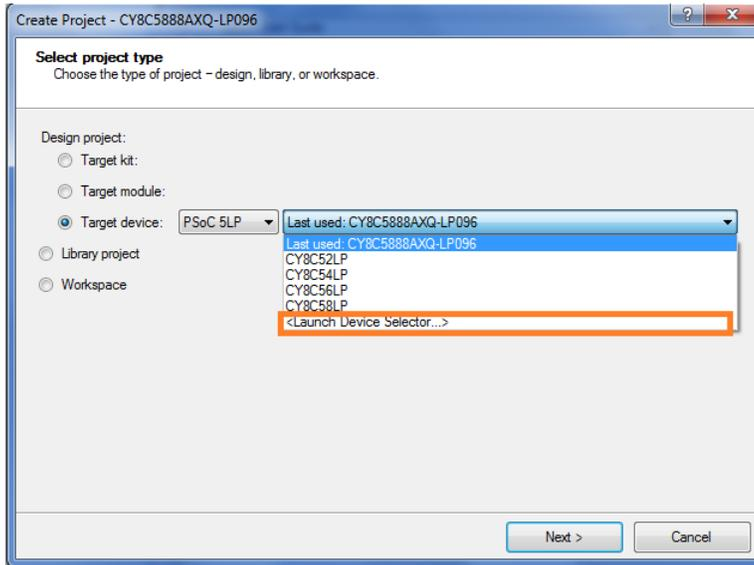 Create Project - CY8C5888AXQ-LP096
Select project type
Choose the type of project – design, library, or workspace.
Design project:
Target kit:
Target module:
Target device: PSoC 5LP Last used: CY8C5888AXQ-LP096
Last used: CY8C5888AXQ-LP096
CY8C52LP
CY8C54LP
Library project
CY8C56LP
Workspace
CY8C58LP
<Launch Device Selector...>
Next > Cancel